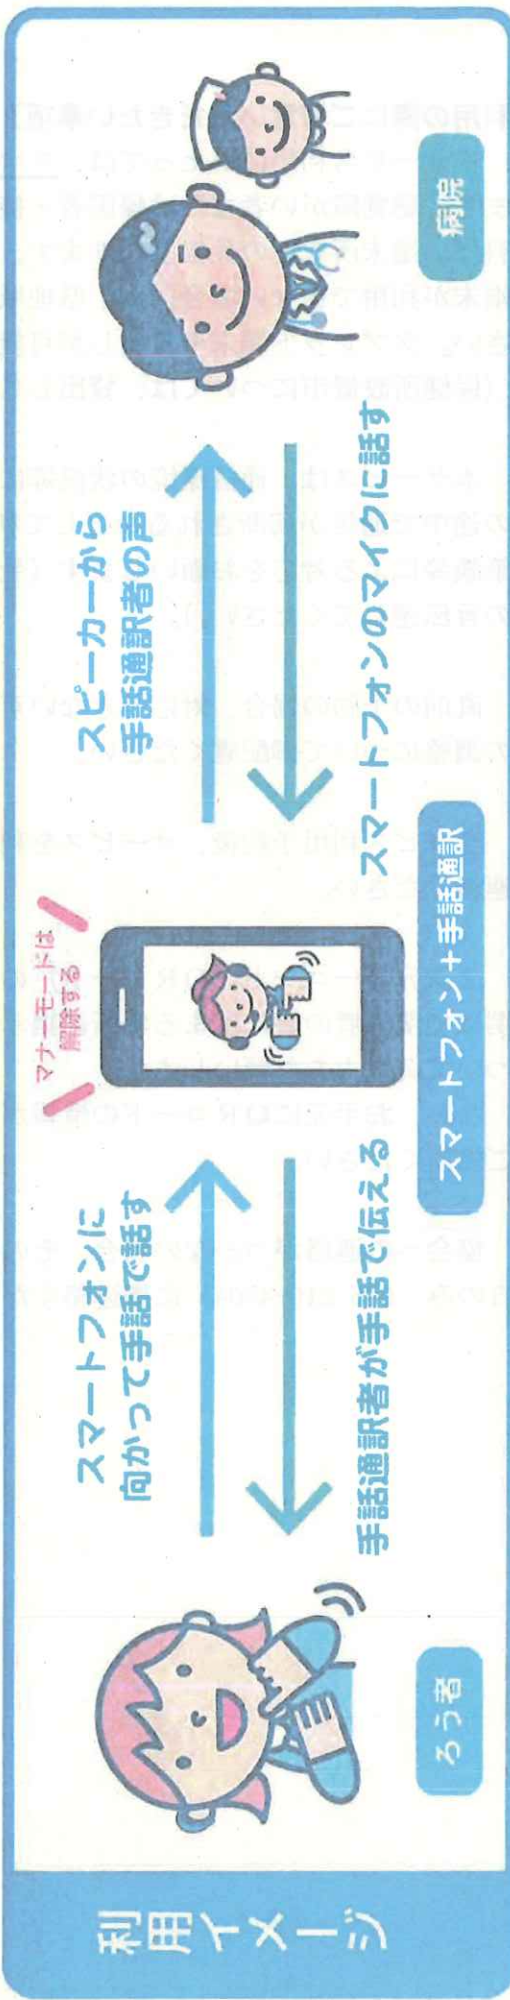 利用イメージ
スマートフォンに
向かって手話で話す
手話通訳者が手話で伝える
ろう者
マナーモードは
解除する
スマートフォン+手話通訳
スピーカーから
手話通訳者の声
スマートフォンのマイクに話す
病院